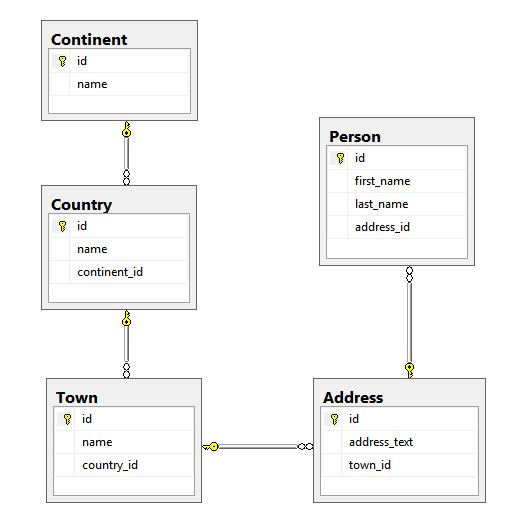 Continent
id
name
Country
id
name
continent_id
Person
id
first_name
last_name
address_id
Town
id
name
country_id
Address
id
address_text
town_id